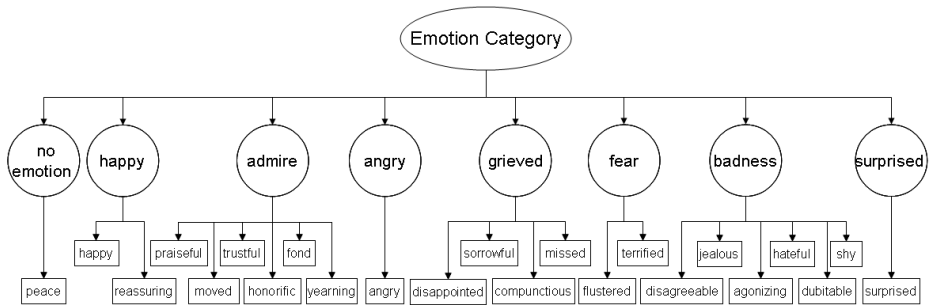 Emotion Category
no
emotion
happy
admire
angry
grieved
fear
badness
surprised
happy
praiseful
trustful
fond
sorrowful
missed
terrified
jealous
hateful
shy
peace
reassuring
moved
honorific
yearning
angry
disappointed
compunctious
flustered
disagreeable
agonizing
dubitable
surprised